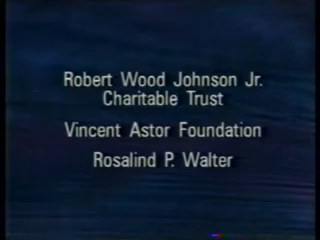 Robert Wood Johnson Jr.
Charitable Trust
Vincent Astor Foundation
Rosalind P. Walter